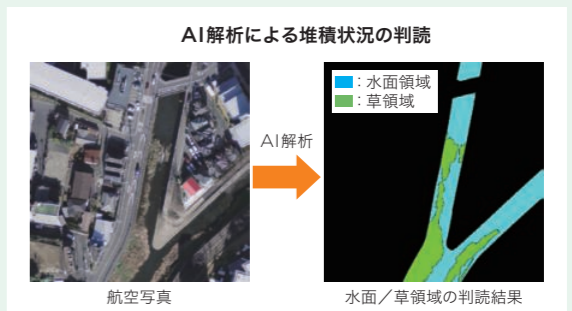 AI解析による堆積状況の判読
：水面領域
：草領域
AI解析
航空写真
水面／草領域の判読結果